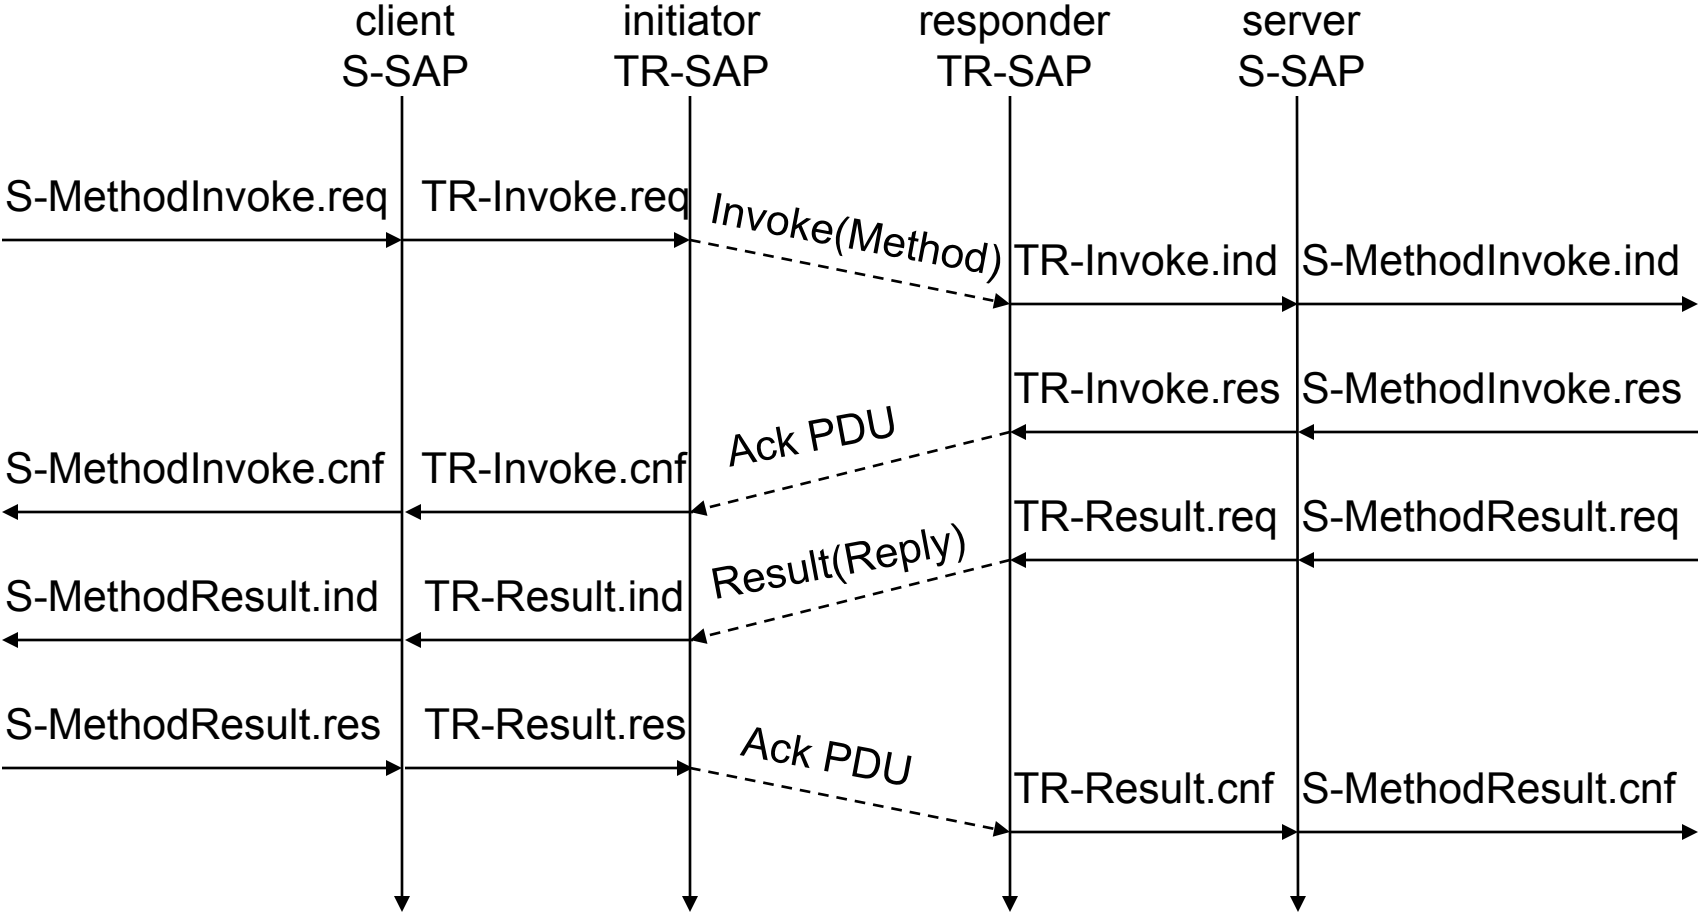 client initiator responder server
S-SAP TR-SAP TR-SAP S-SAP
S-MethodInvoke.req TR-Invoke.req Invoke(Method)
TR-Invoke.ind S-MethodInvoke.ind
TR-Invoke.res S-MethodInvoke.res
Ack PDU
S-MethodInvoke.cnf TR-Invoke.cnf
TR-Result.req S-MethodResult.req
Result(Reply)
S-MethodResult.ind TR-Result.ind
S-MethodResult.res TR-Result.res
Ack PDU
TR-Result.cnf S-MethodResult.cnf